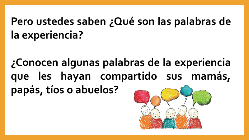 Pero ustedes saben ¿Qué son las palabras de
la experiencia?
¿Conocen algunas palabras de la experiencia
que les hayan compartido sus mamás,
papás, tíos o abuelos?